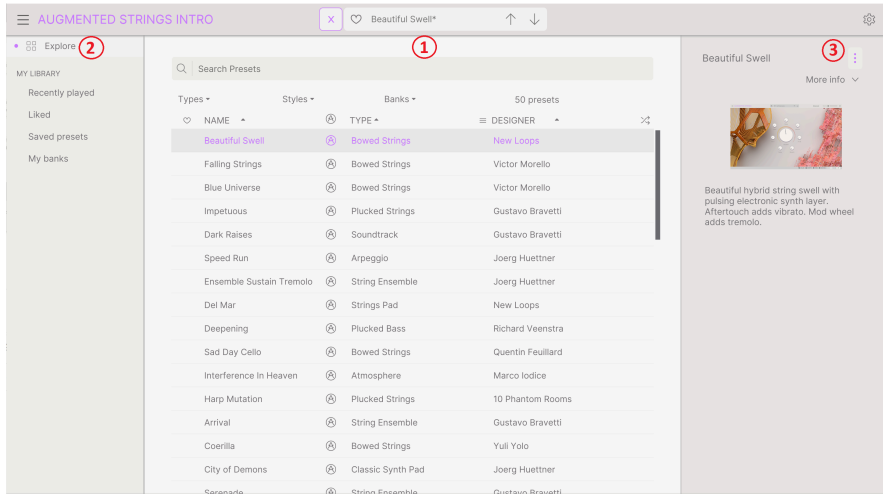 AUGMENTED STRINGS INTRO X Beautiful Swell*
1
Explore 2
MY LIBRARY
Recently played
Liked
Saved presets
My banks
Search Presets
Types Styles Banks 50 presets
NAME TYPE DESIGNER
Beautiful Swell Bowed Strings New Loops
Falling Strings Bowed Strings Victor Morello
Blue Universe Bowed Strings Victor Morello
Impetuous Plucked Strings Gustavo Bravetti
Dark Raises Soundtrack Gustavo Bravetti
Speed Run Arpeggio Joerg Huettner
Ensemble Sustain Tremolo String Ensemble Joerg Huettner
Del Mar Strings Pad New Loops
Deepening Plucked Bass Richard Veenstra
Sad Day Cello Bowed Strings Quentin Feuillard
Interference In Heaven Atmosphere Marco Iodice
Harp Mutation Plucked Strings 10 Phantom Rooms
Arrival String Ensemble Gustavo Bravetti
Coerilla Bowed Strings Yuli Yolo
City of Demons Classic Synth Pad Joerg Huettner
Serenade String Ensemble Gustavo Bravetti
3
Beautiful Swell
More info
Beautiful hybrid string swell with
pulsing electronic synth layer.
Aftertouch adds vibrato. Mod wheel
adds tremolo.